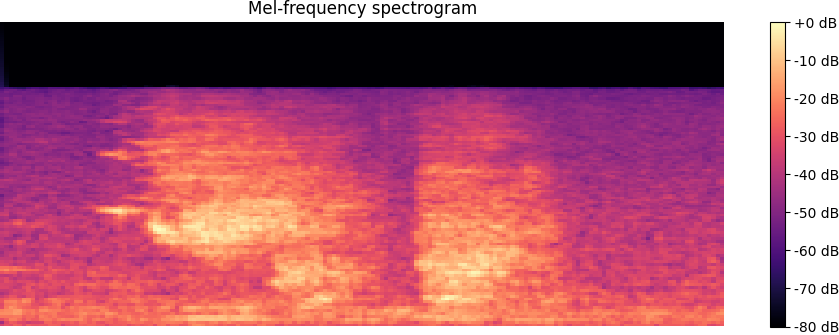 Mel-frequency spectrogram
+0 dB
-10 dB
-20 dB
-30 dB
-40 dB
-50 dB
-60 dB
-70 dB
-80 dB